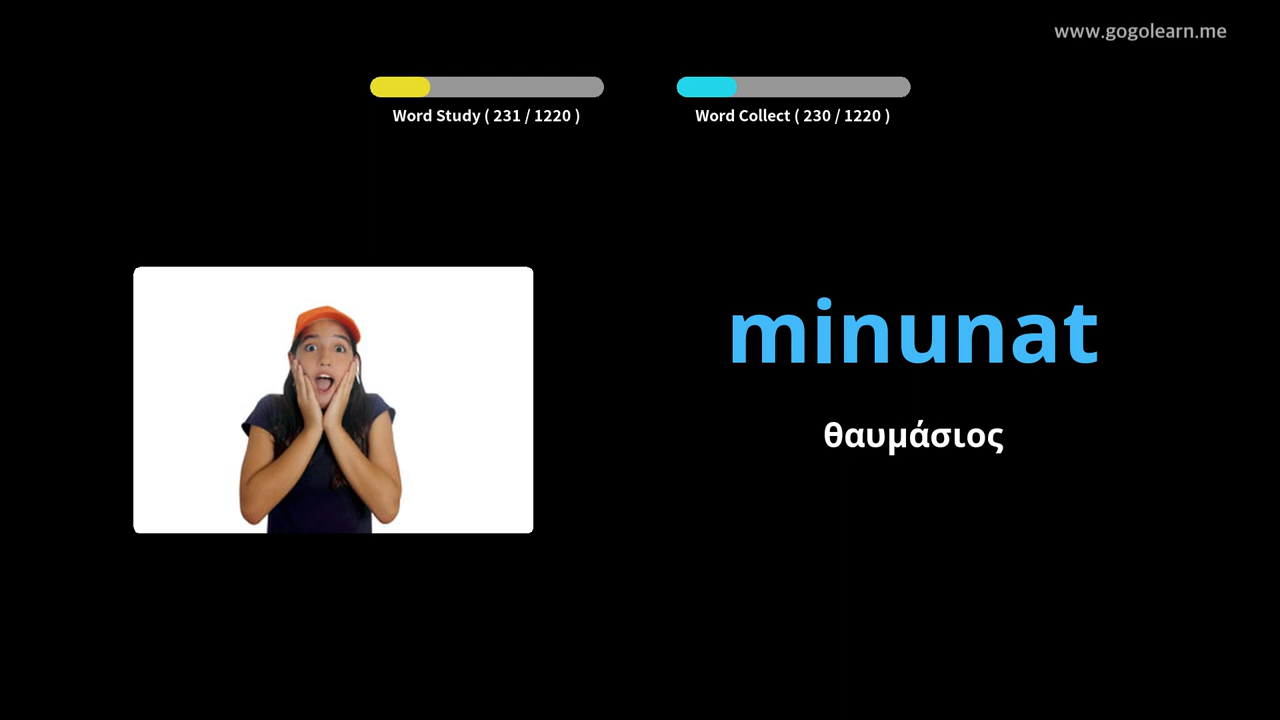 www.gogolearn.me
Word Study ( 231 / 1220 )
Word Collect ( 230 / 1220 )
minunat
θαυμάσιος